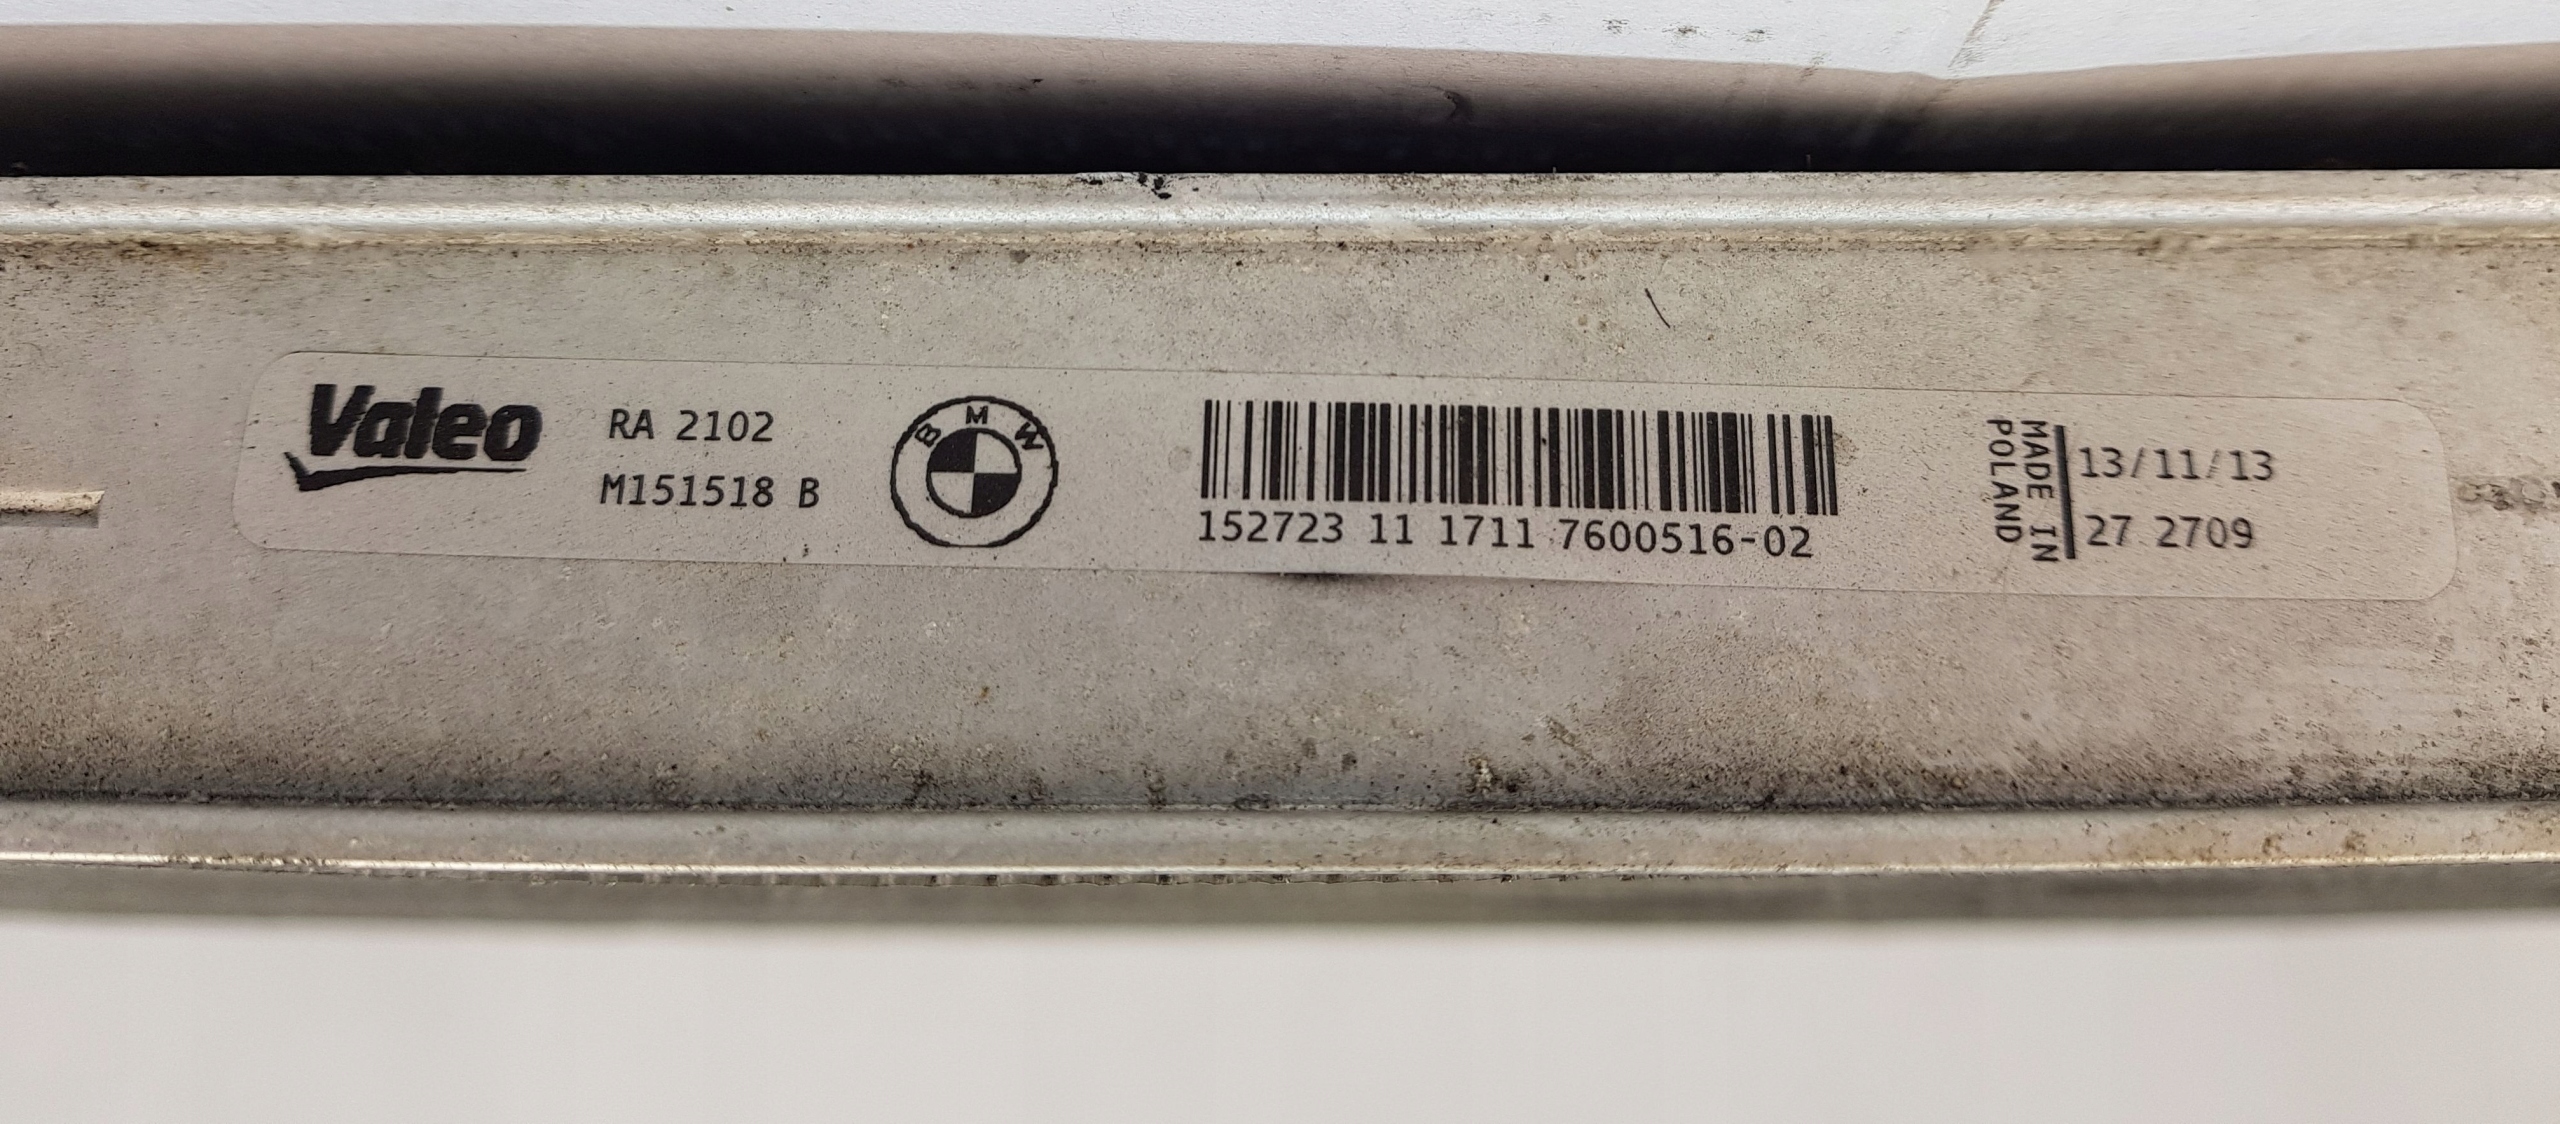 Valeo
RA 2102
M151518 B
BMW
152723 11 1711 7600516-02
MADE IN
POLAND
13/11/13
27 2709